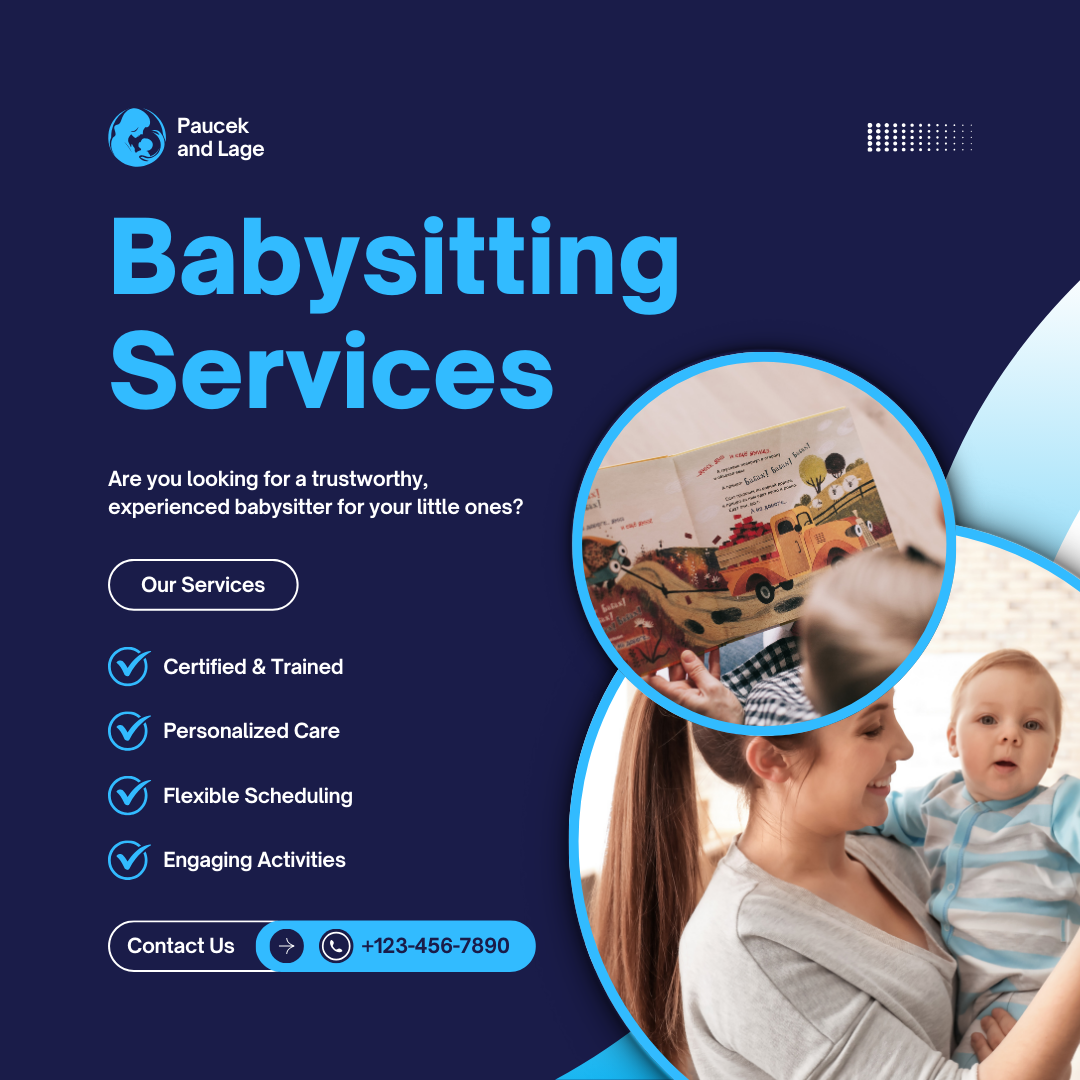 Paucek
and Lage
Babysitting
Services
Are you looking for a trustworthy,
experienced babysitter for your little ones?
Our Services
Certified & Trained
Personalized Care
Flexible Scheduling
Engaging Activities
Contact Us
+123-456-7890